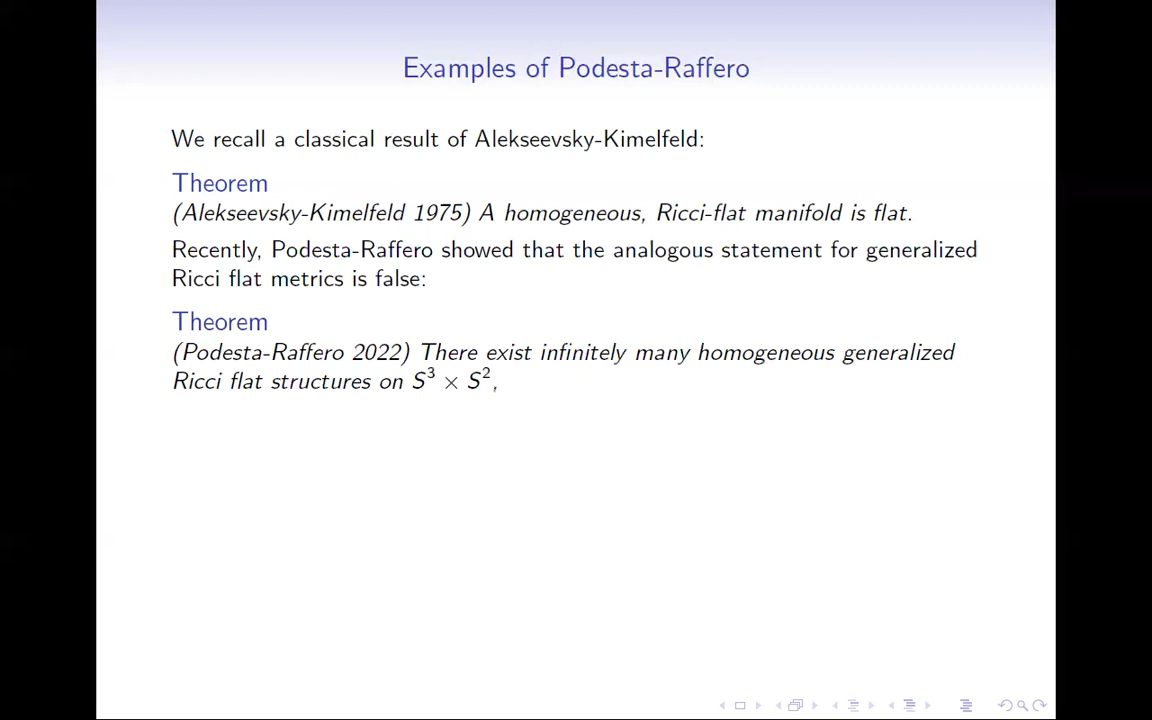 Examples of Podesta-Raffero
We recall a classical result of Alekseevsky-Kimelfeld:
Theorem
(Alekseevsky-Kimelfeld 1975) A homogeneous, Ricci-flat manifold is flat.
Recently, Podesta-Raffero showed that the analogous statement for generalized
Ricci flat metrics is false:
Theorem
(Podesta-Raffero 2022) There exist infinitely many homogeneous generalized
Ricci flat structures on S³ × S²,